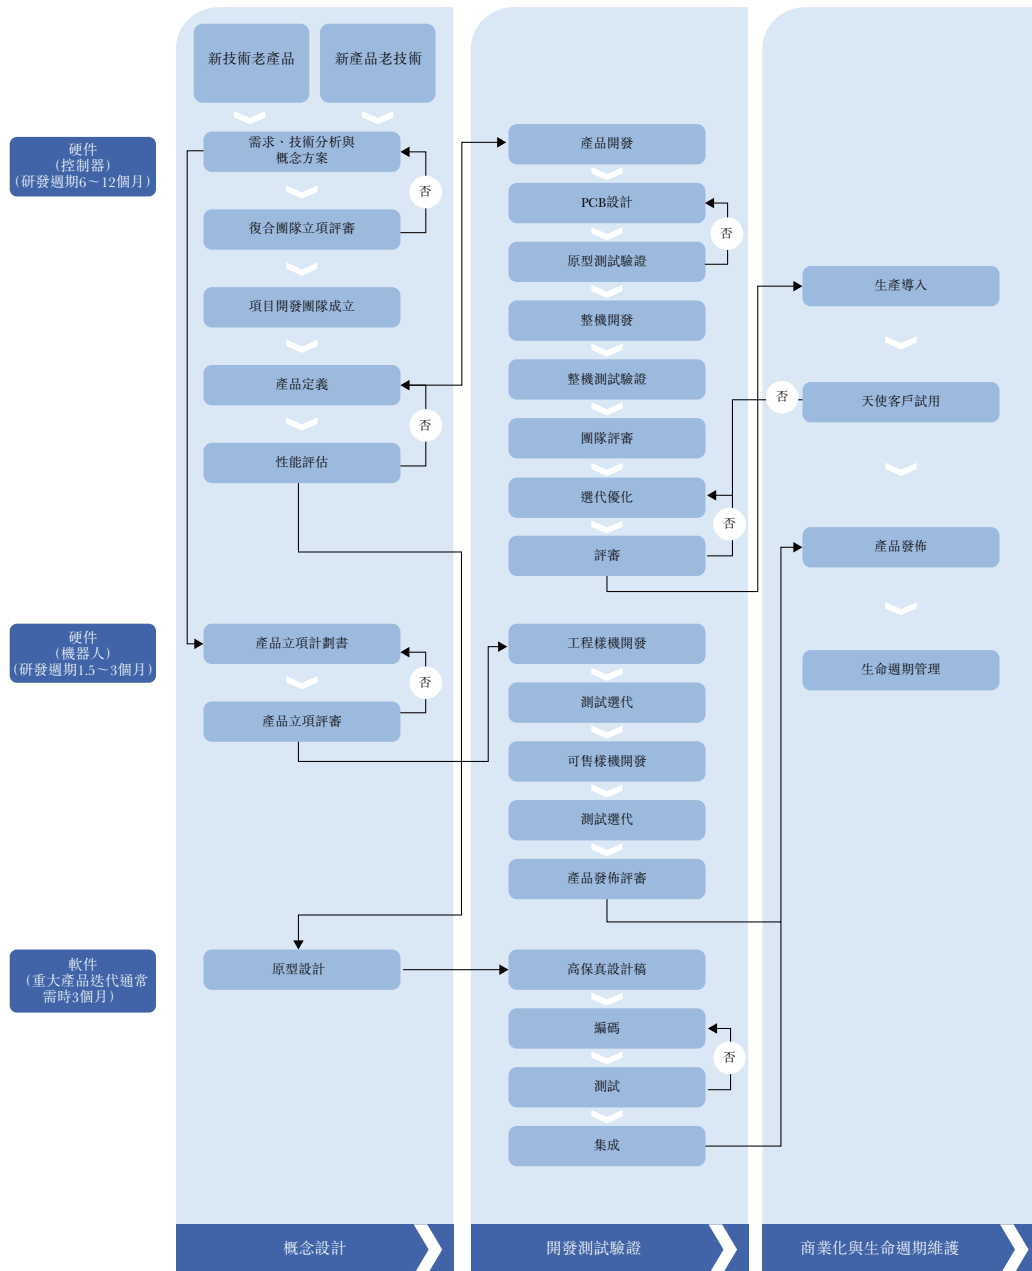 新技術老產品
新產品老技術
硬件
(控制器)
(研發週期6～12個月)
需求、技術分析與
概念方案
否
復合團隊立項評審
項目開發團隊成立
產品定義
否
性能評估
硬件
(機器人)
(研發週期1.5～3個月)
產品立項計劃書
否
產品立項評審
軟件
(重大產品迭代通常
需時3個月)
原型設計
概念設計
產品開發
PCB設計
否
原型測試驗證
整機開發
整機測試驗證
團隊評審
選代優化
否
評審
工程樣機開發
測試選代
可售樣機開發
測試選代
產品發佈評審
高保真設計稿
編碼
否
測試
集成
開發測試驗證
生產導入
否
天使客戶試用
產品發佈
生命週期管理
商業化與生命週期維護